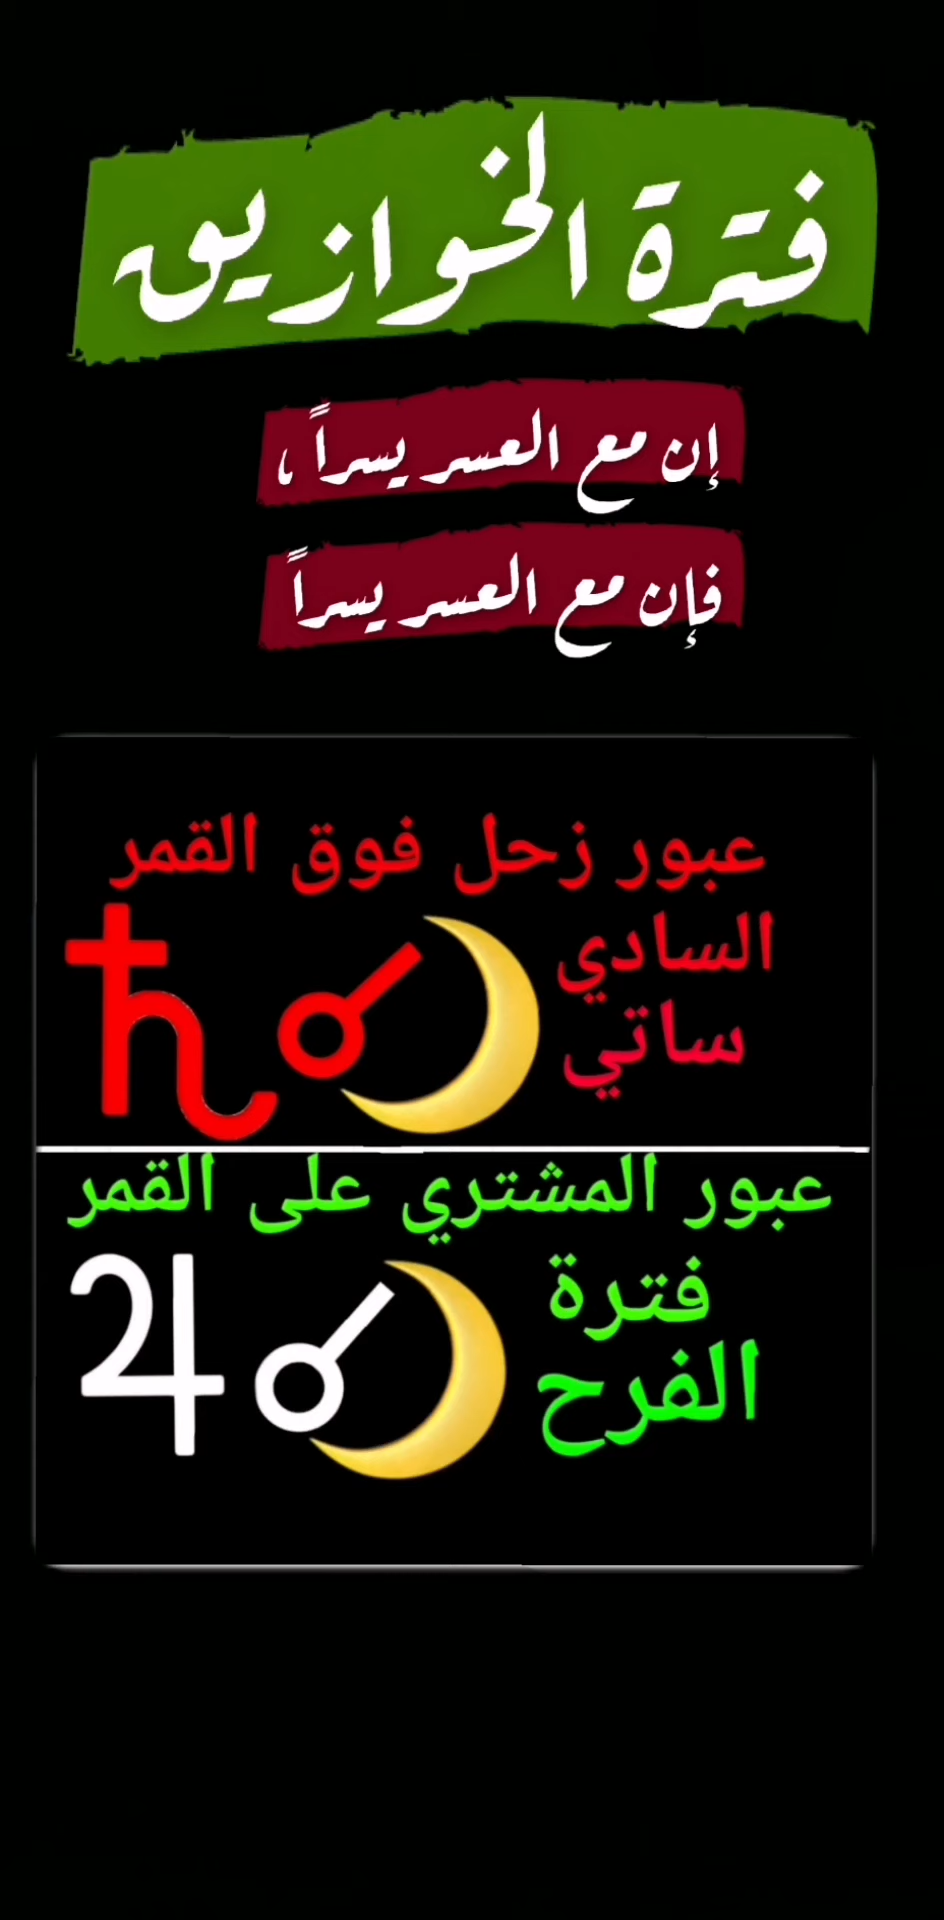 فترة الخوازيق
إن مع العسر يسراً ،
فإن مع العسر يسراً
عبور زحل فوق القمر
السادي
ساتي
عبور المشتري على القمر
فترة
الفرح